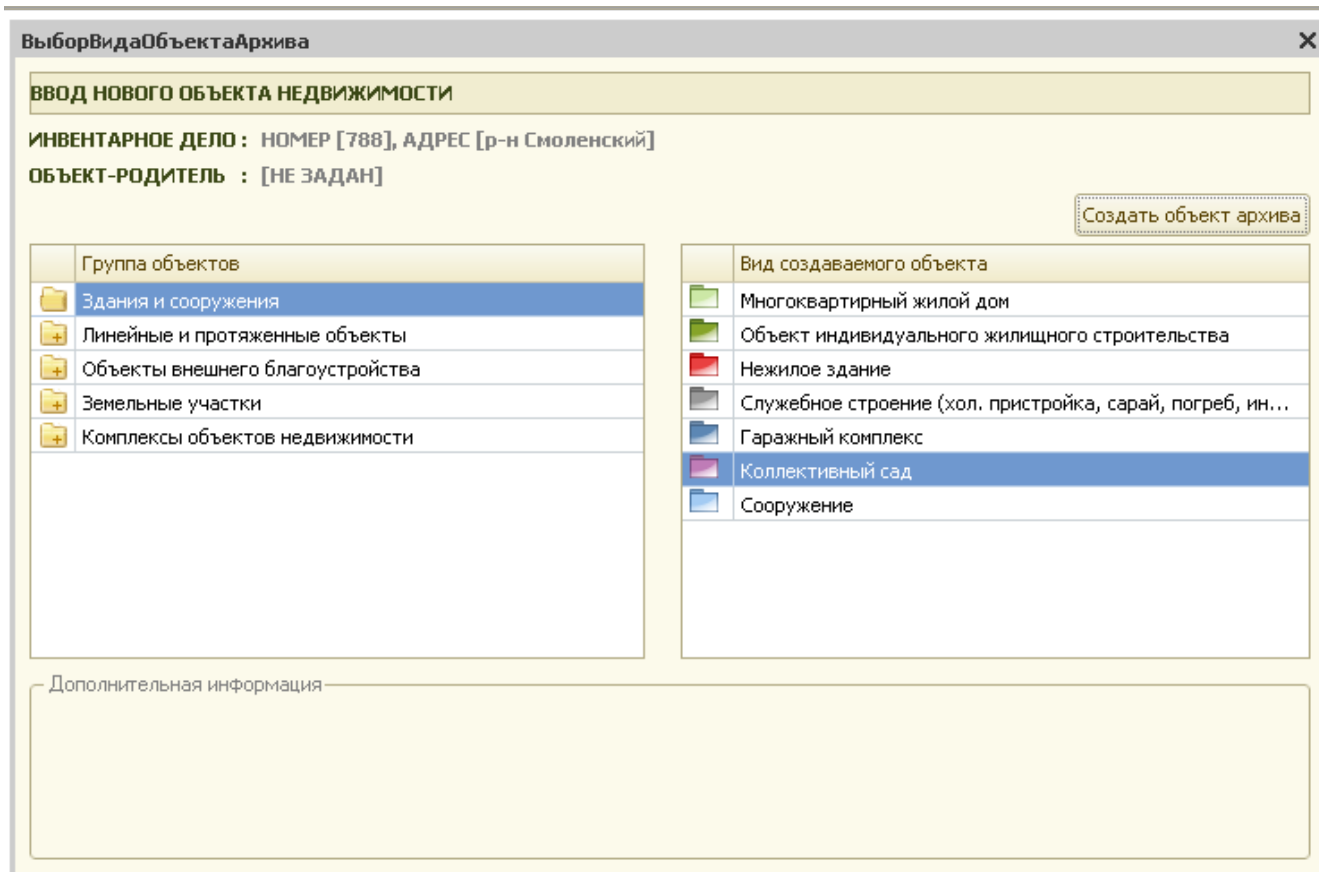 ВыборВидаОбъектаАрхива
ВВОД НОВОГО ОБЪЕКТА НЕДВИЖИМОСТИ
ИНВЕНТАРНОЕ ДЕЛО : НОМЕР [788], АДРЕС [р-н Смоленский]
ОБЪЕКТ-РОДИТЕЛЬ : [НЕ ЗАДАН]
Создать объект архива
Группа объектов
Здания и сооружения
Линейные и протяженные объекты
Объекты внешнего благоустройства
Земельные участки
Комплексы объектов недвижимости
Вид создаваемого объекта
Многоквартирный жилой дом
Объект индивидуального жилищного строительства
Нежилое здание
Служебное строение (хол. пристройка, сарай, погреб, ин...
Гаражный комплекс
Коллективный сад
Сооружение
Дополнительная информация